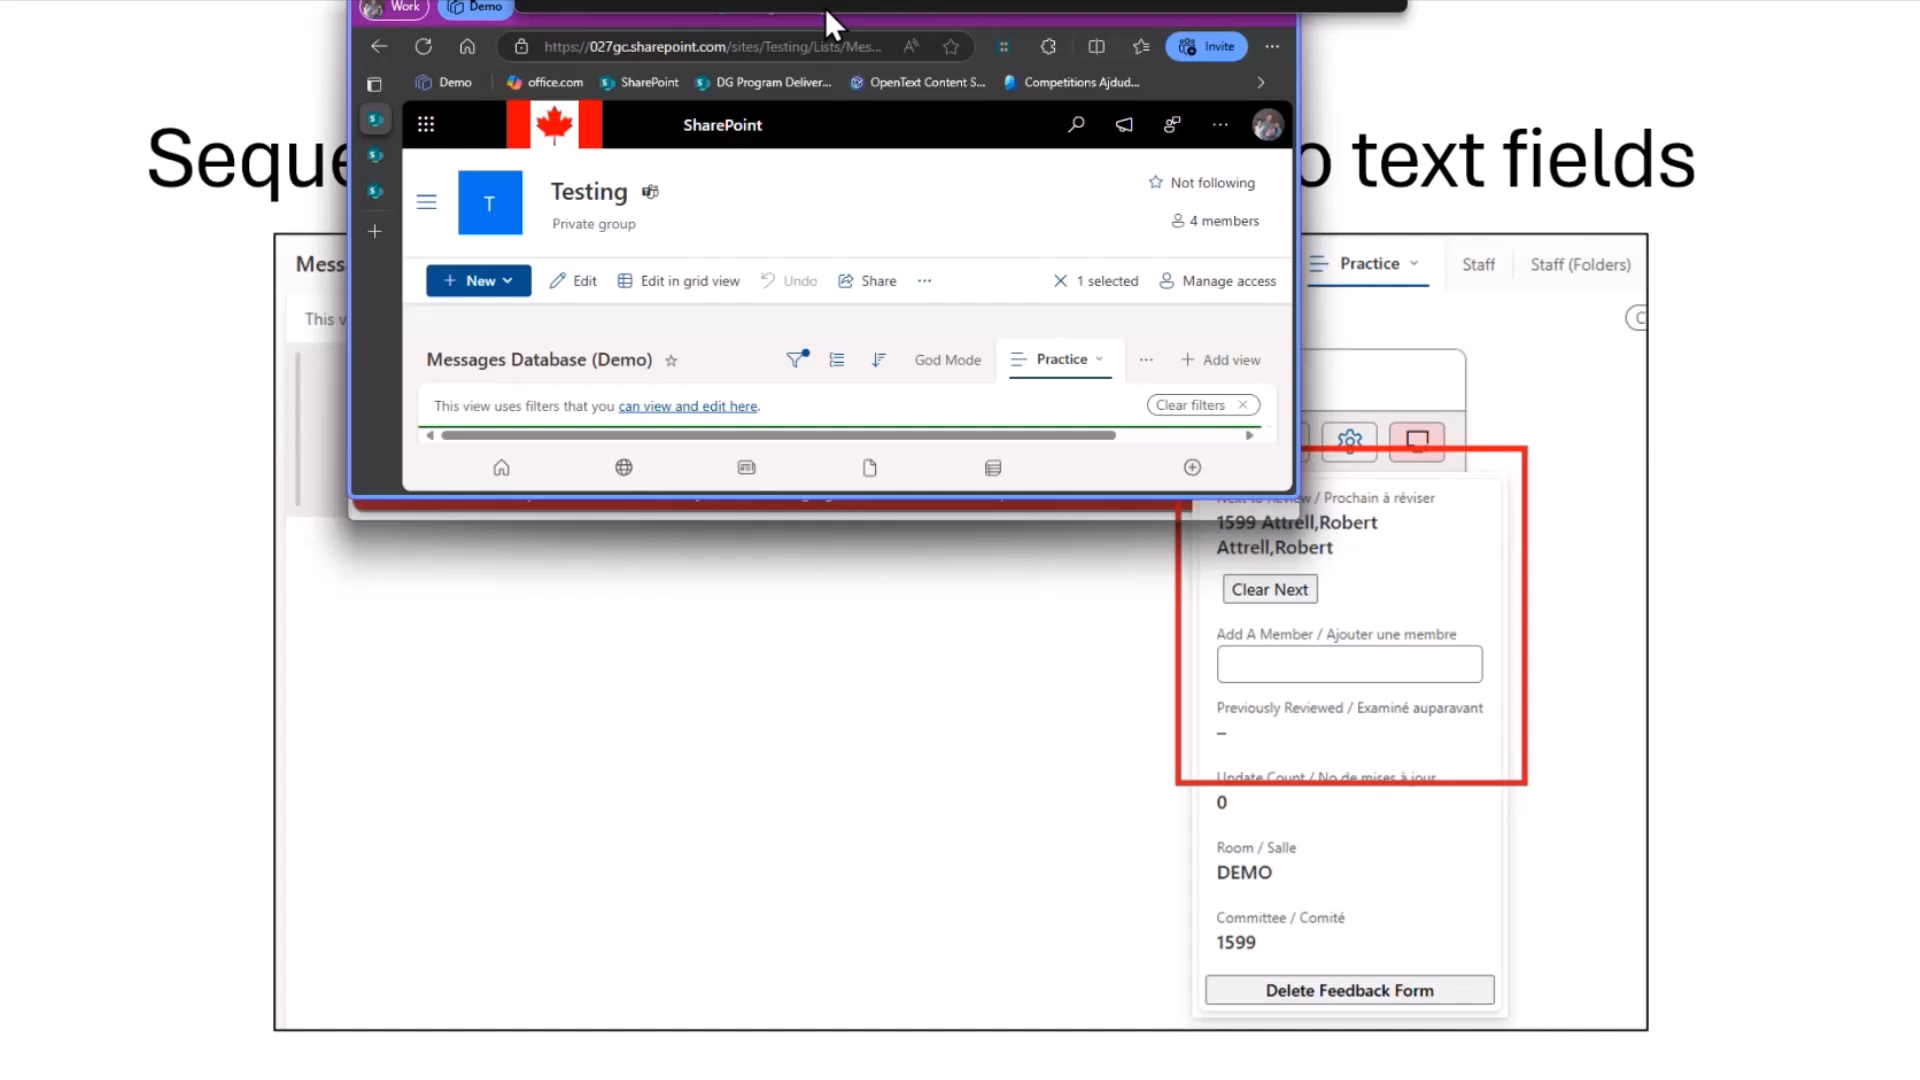 Work
Demo
https://027gc.sharepoint.com/sites/Testing/Lists/Mes...
Invite
Demo
office.com
SharePoint
DG Program Deliver...
OpenText Content S...
Competitions Ajdud...
SharePoint
Seque
o text fields
T
Testing
Private group
Not following
4 members
New
Edit
Edit in grid view
Undo
Share
1 selected
Manage access
Mess
Practice
Staff
Staff (Folders)
This v
Messages Database (Demo)
God Mode
Practice
Add view
This view uses filters that you can view and edit here.
Clear filters
Next to Review / Prochain à réviser
1599 Attrell,Robert
Attrell,Robert
Clear Next
Add A Member / Ajouter une membre
Previously Reviewed / Examiné auparavant
–
Update Count / No de mises à jour
0
Room / Salle
DEMO
Committee / Comité
1599
Delete Feedback Form